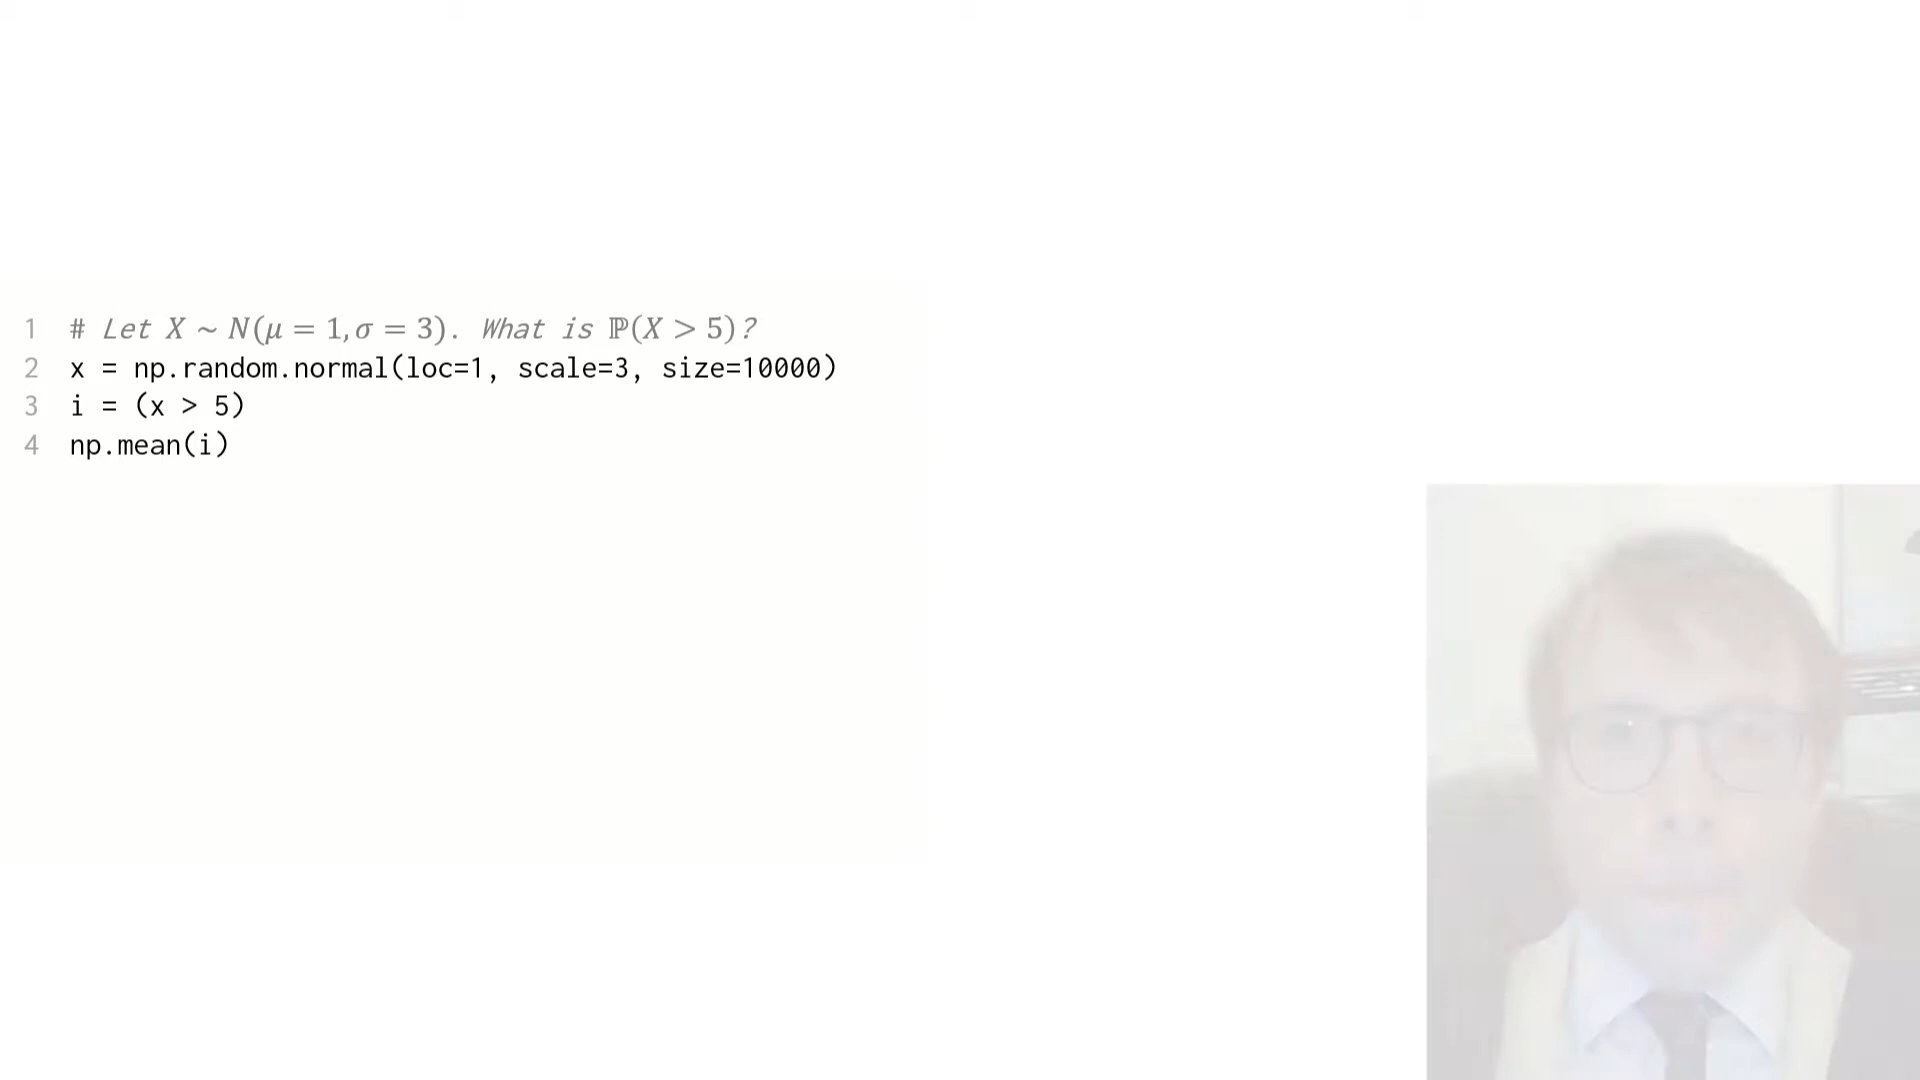 1 # Let X ~ N(μ = 1, σ = 3). What is ℙ(X > 5)?
2 x = np.random.normal(loc=1, scale=3, size=10000)
3 i = (x > 5)
4 np.mean(i)